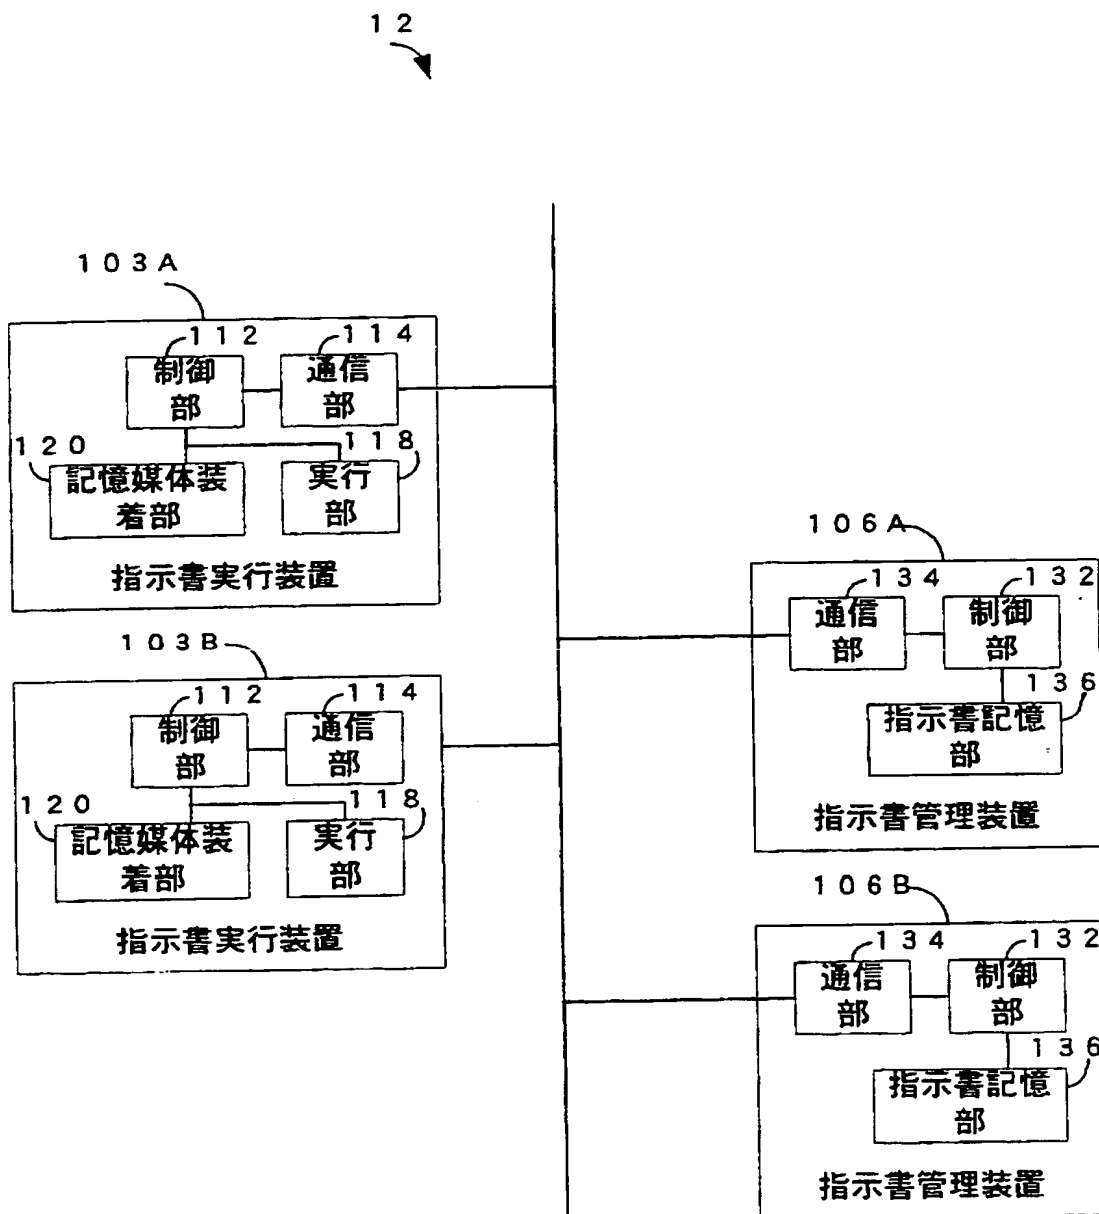 １２
１０３Ａ
１１２
１１４
制御
部
通信
部
１２０
１１８
記憶媒体装
着部
実行
部
指示書実行装置
１０３Ｂ
１１２
１１４
制御
部
通信
部
１２０
１１８
記憶媒体装
着部
実行
部
指示書実行装置
１０６Ａ
１３４
１３２
通信
部
制御
部
１３６
指示書記憶
部
指示書管理装置
１０６Ｂ
１３４
１３２
通信
部
制御
部
１３６
指示書記憶
部
指示書管理装置